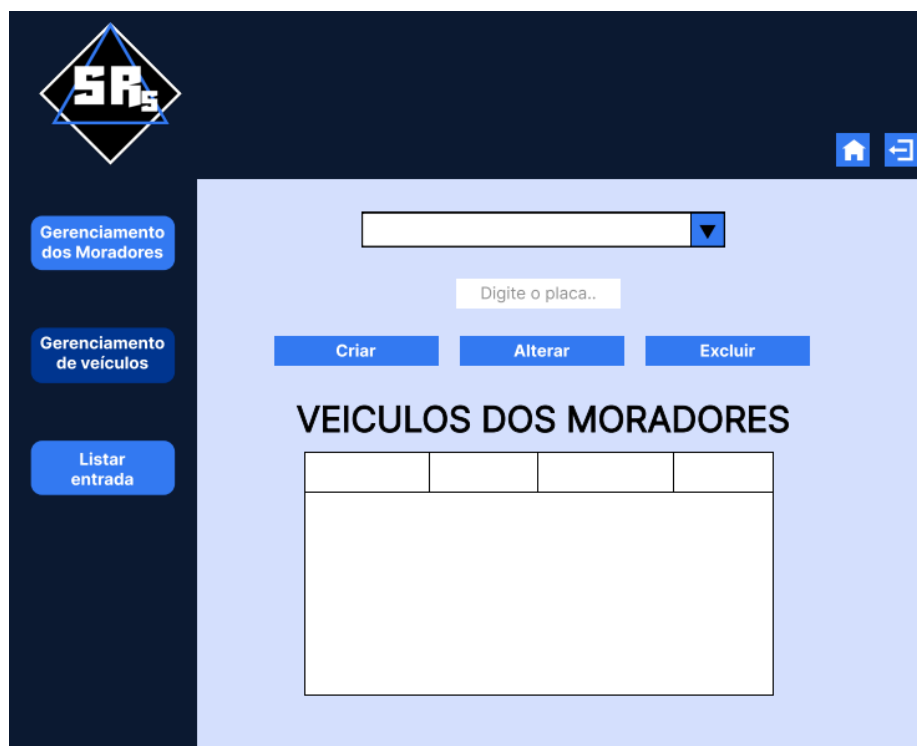 SRs
Gerenciamento
dos Moradores
Digite o placa..
Gerenciamento
de veículos
Criar
Alterar
Excluir
VEICULOS DOS MORADORES
Listar
entrada